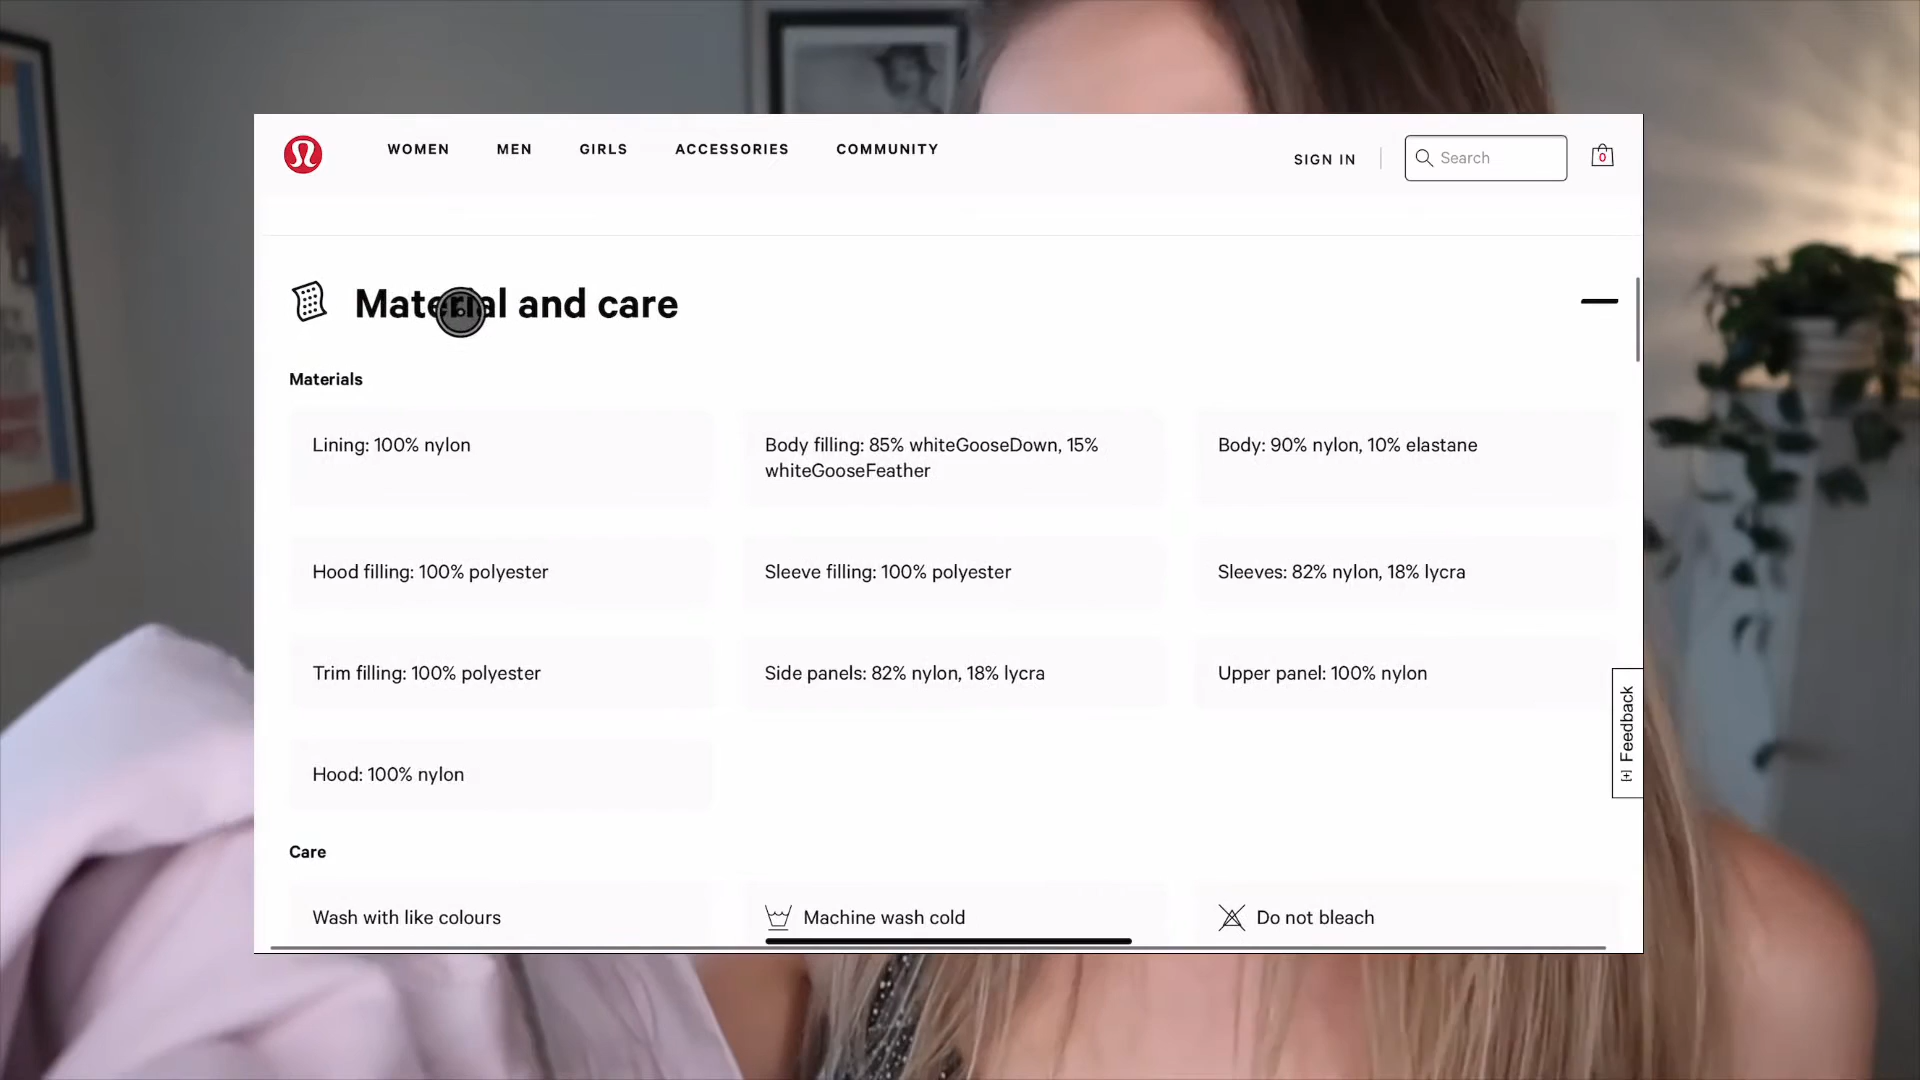 WOMEN MEN GIRLS ACCESSORIES COMMUNITY SIGN IN Search 0
Material and care
Materials
Lining: 100% nylon
Body filling: 85% whiteGooseDown, 15%
whiteGooseFeather
Body: 90% nylon, 10% elastane
Hood filling: 100% polyester
Sleeve filling: 100% polyester
Sleeves: 82% nylon, 18% lycra
Trim filling: 100% polyester
Side panels: 82% nylon, 18% lycra
Upper panel: 100% nylon
[+] Feedback
Hood: 100% nylon
Care
Wash with like colours
Machine wash cold
Do not bleach